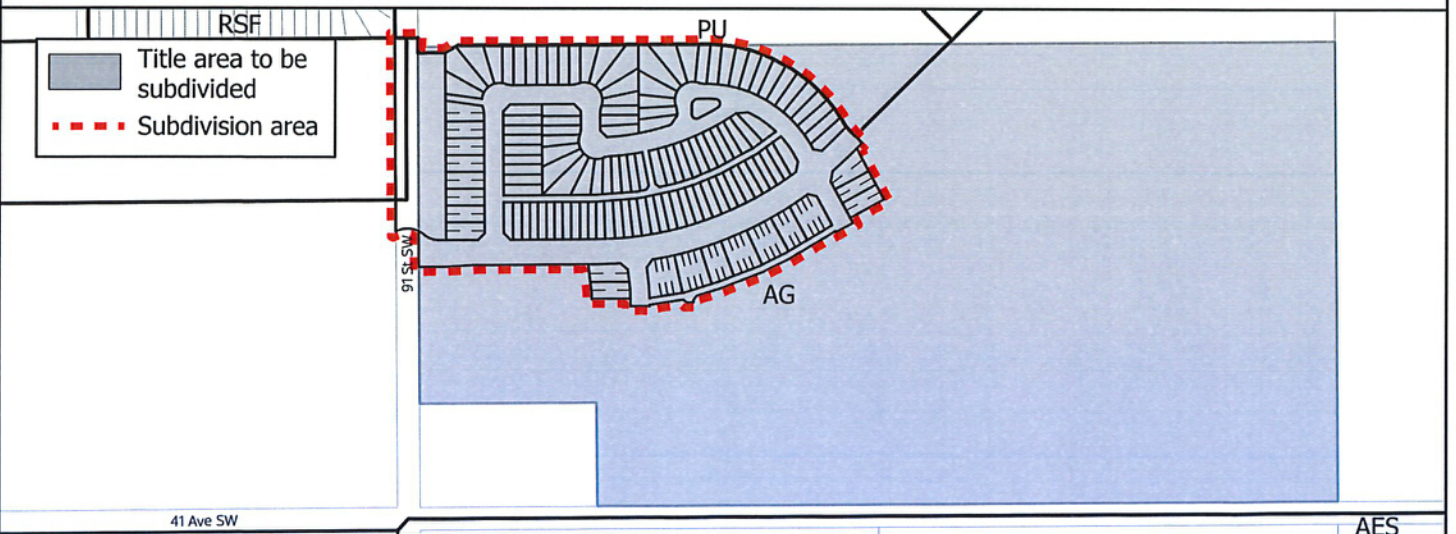 RSF
PU
Title area to be
subdivided
Subdivision area
91 St SW
AG
41 Ave SW
AES